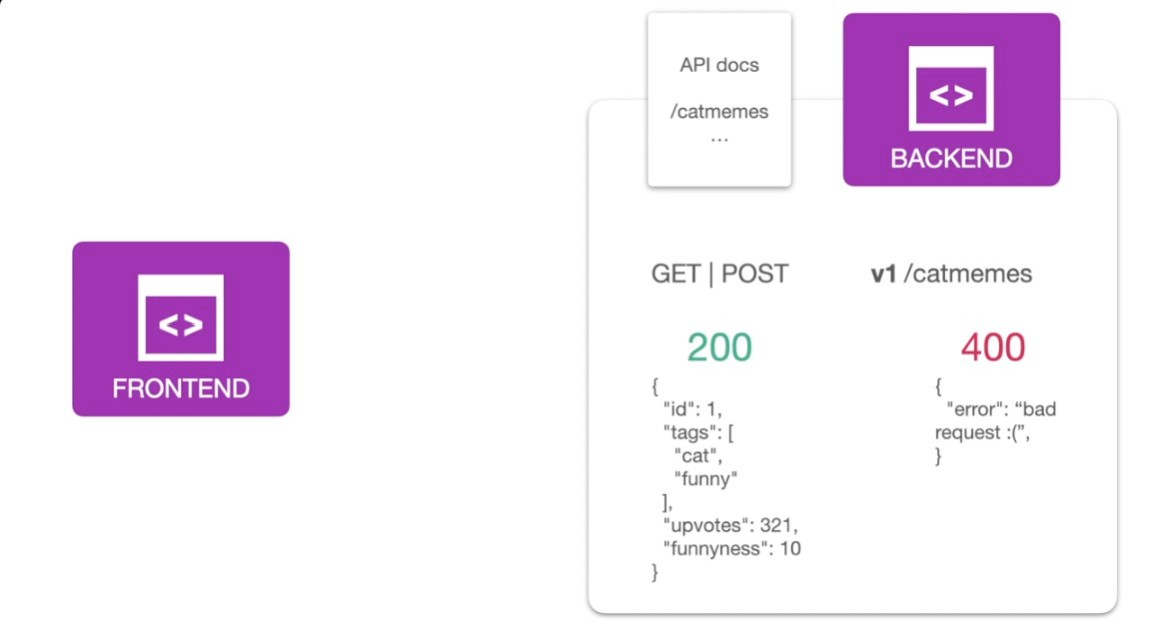 API docs
/catmemes
...
BACKEND
FRONTEND
GET | POST
v1 /catmemes
200
{
"id": 1,
"tags": [
"cat",
"funny"
],
"upvotes": 321,
"funnyness": 10
}
400
{
"error": “bad
request :(”,
}